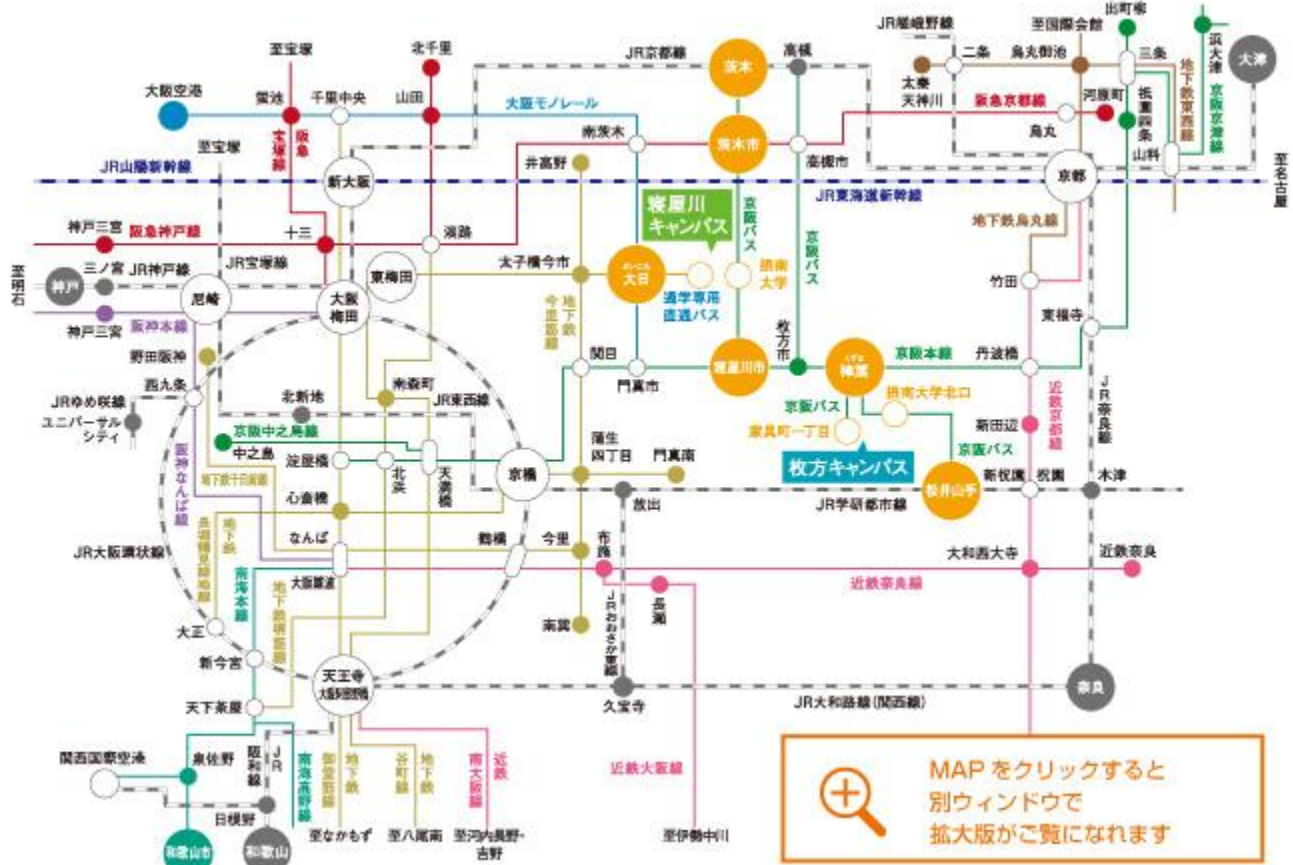 JR嵯峨野線
出町柳
至国際会館
至宝塚
北千里
JR京都線
茨木
高槻
二条
烏丸御池
三条
浜大津
大津
太秦
天神川
地下鉄東西線
京阪京津線
大阪空港
蛍池
千里中央
山田
大阪モノレール
阪急京都線
河原町
祇園四条
烏丸
山科
阪急
宝塚線
南茨木
茨木市
高槻市
至宝塚
井高野
JR山陽新幹線
新大阪
京都
至名古屋
JR東海道新幹線
寝屋川
キャンパス
京阪バス
地下鉄烏丸線
神戸三宮
阪急神戸線
十三
淡路
京阪バス
至明石
神戸
三ノ宮
JR神戸線
JR宝塚線
尼崎
大阪
梅田
東梅田
太子橋今市
大日
摂南
大学
竹田
通学専用
直通バス
地下鉄
今里筋線
神戸三宮
阪神本線
東福寺
枚方市
野田阪神
関目
門真市
寝屋川市
くずは
樟葉
京阪本線
丹波橋
西九条
南森町
JR東西線
北新地
JRゆめ咲線
ユニバーサル
シティ
京阪バス
摂南大学北口
近鉄京都線
JR奈良線
京阪中之島線
中之島
家具町一丁目
新田辺
阪神なんば線
淀屋橋
北浜
天満橋
京橋
蒲生
四丁目
門真南
枚方キャンパス
京阪バス
松井山手
新祝園
祝園
木津
地下鉄千日前線
心斎橋
放出
JR学研都市線
地下鉄
長堀鶴見緑地線
JR大阪環状線
なんば
鶴橋
今里
布施
大和西大寺
近鉄奈良
大阪難波
近鉄奈良線
南海本線
地下鉄堺筋線
長瀬
JRおおさか東線
大正
南巽
新今宮
天王寺
大阪阿部野橋
奈良
天下茶屋
久宝寺
JR大和路線(関西線)
関西国際空港
泉佐野
JR
阪和線
南海高野線
地下鉄
御堂筋線
地下鉄
谷町線
近鉄
南大阪線
近鉄大阪線
日根野
和歌山市
和歌山
至なかもず
至八尾南
至河内長野・
吉野
至伊勢中川
MAPをクリックすると
別ウィンドウで
拡大版がご覧になれます